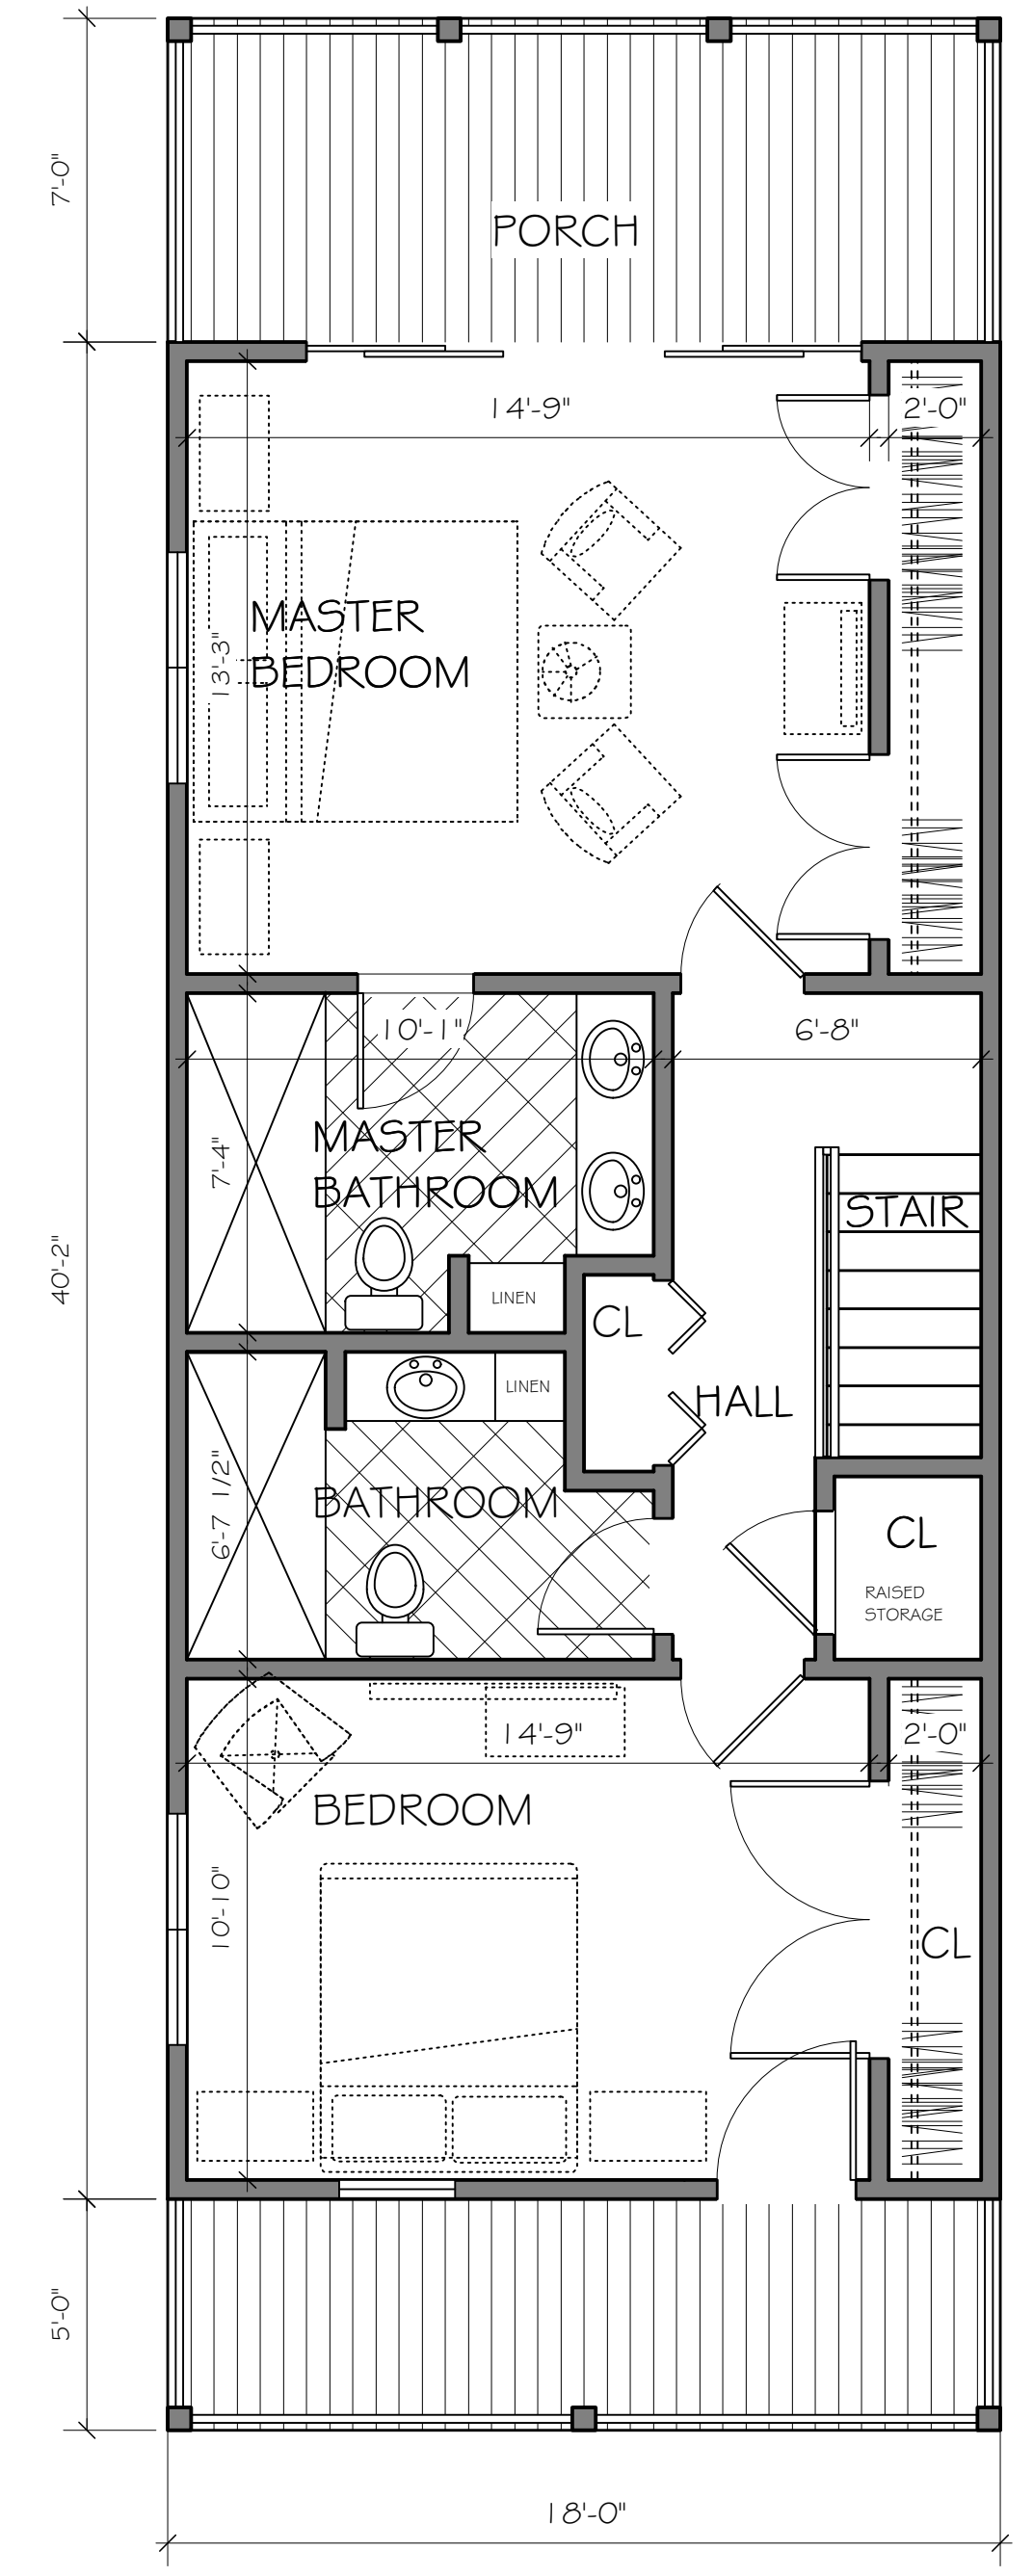 7'-0"
PORCH
14'-9"
2'-0"
MASTER
BEDROOM
13'-3"
10'-1"
6'-8"
MASTER
BATHROOM
7'-4"
STAIR
40'-2"
LINEN
CL
LINEN
HALL
BATHROOM
6'-7 1/2"
CL
RAISED
STORAGE
14'-9"
2'-0"
BEDROOM
10'-10"
CL
5'-0"
18'-0"